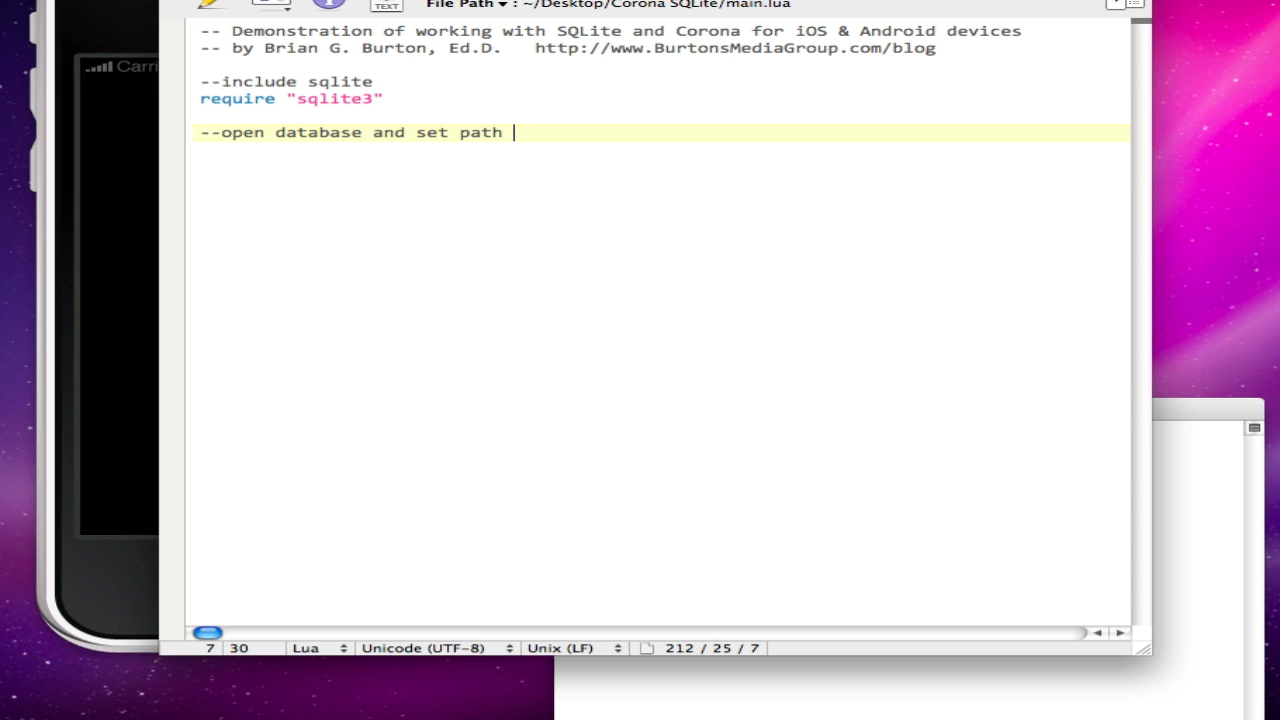 TEXT
File Path ▾ : ~/Desktop/Corona SQLite/main.lua
-- Demonstration of working with SQLite and Corona for iOS & Android devices
-- by Brian G. Burton, Ed.D.   http://www.BurtonsMediaGroup.com/blog
Carri
--include sqlite
require "sqlite3"
--open database and set path
7 30 Lua Unicode (UTF-8) Unix (LF) 212 / 25 / 7